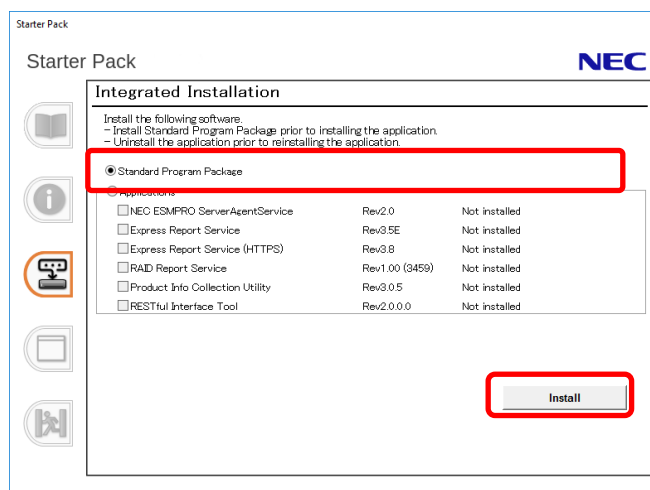 Starter Pack
Starter Pack
NEC
Integrated Installation
Install the following software.
- Install Standard Program Package prior to installing the application.
- Uninstall the application prior to reinstalling the application.
Standard Program Package
Applications
NEC ESMPRO ServerAgentService Rev2.0 Not installed
Express Report Service Rev3.5E Not installed
Express Report Service (HTTPS) Rev3.8 Not installed
RAID Report Service Rev1.00 (3459) Not installed
Product Info Collection Utility Rev3.0.5 Not installed
RESTful Interface Tool Rev2.0.0.0 Not installed
Install